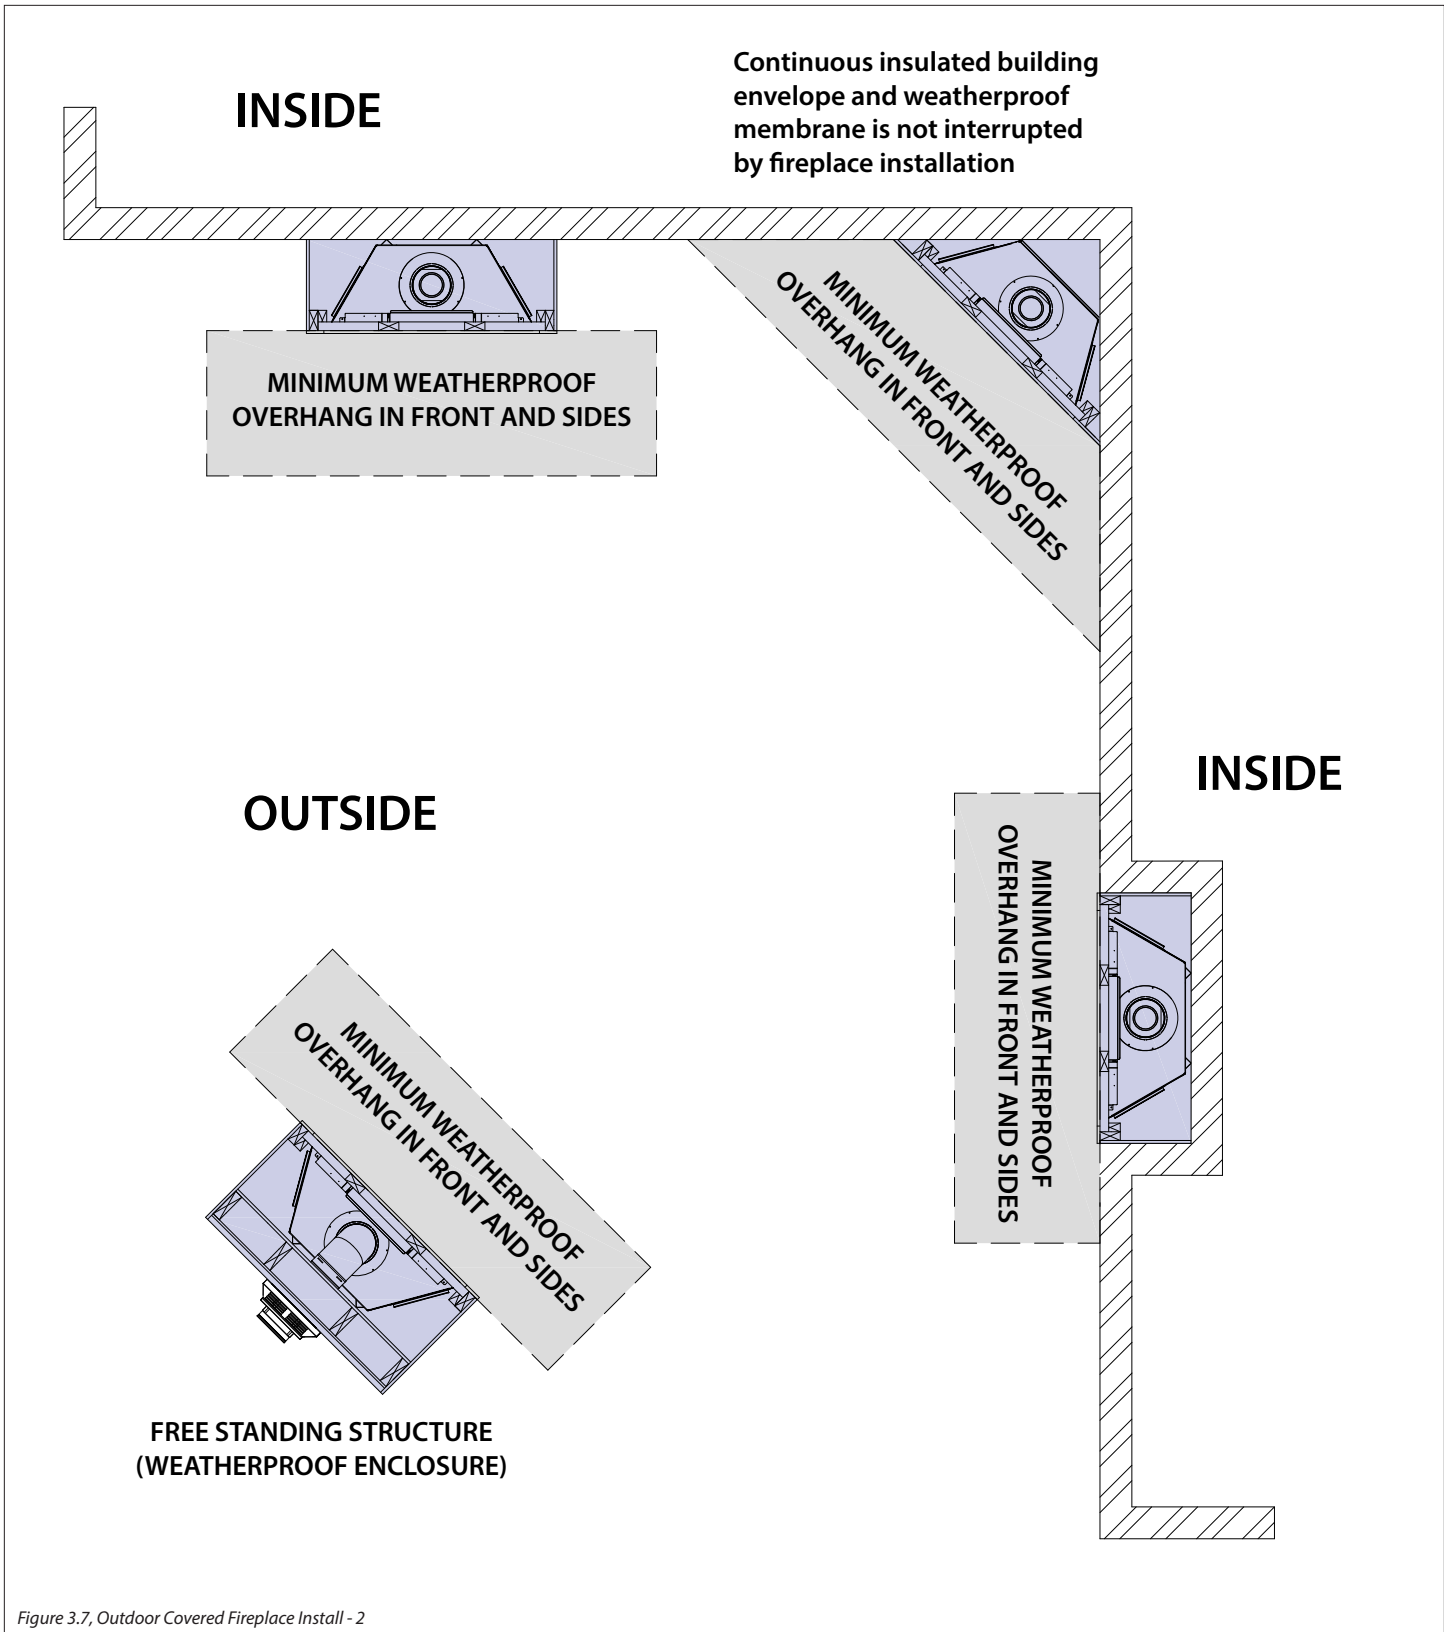 INSIDE
Continuous insulated building
envelope and weatherproof
membrane is not interrupted
by fireplace installation
MINIMUM WEATHERPROOF
OVERHANG IN FRONT AND SIDES
MINIMUM WEATHERPROOF
OVERHANG IN FRONT AND SIDES
INSIDE
OUTSIDE
MINIMUM WEATHERPROOF
OVERHANG IN FRONT AND SIDES
MINIMUM WEATHERPROOF
OVERHANG IN FRONT AND SIDES
FREE STANDING STRUCTURE
(WEATHERPROOF ENCLOSURE)
Figure 3.7, Outdoor Covered Fireplace Install - 2